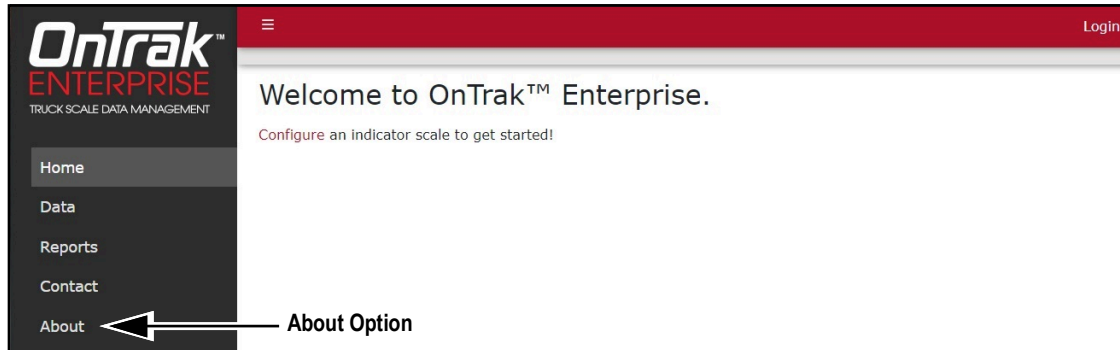 OnTrak™
ENTERPRISE
TRUCK SCALE DATA MANAGEMENT
Login
Welcome to OnTrak™ Enterprise.
Configure an indicator scale to get started!
Home
Data
Reports
Contact
About
About Option